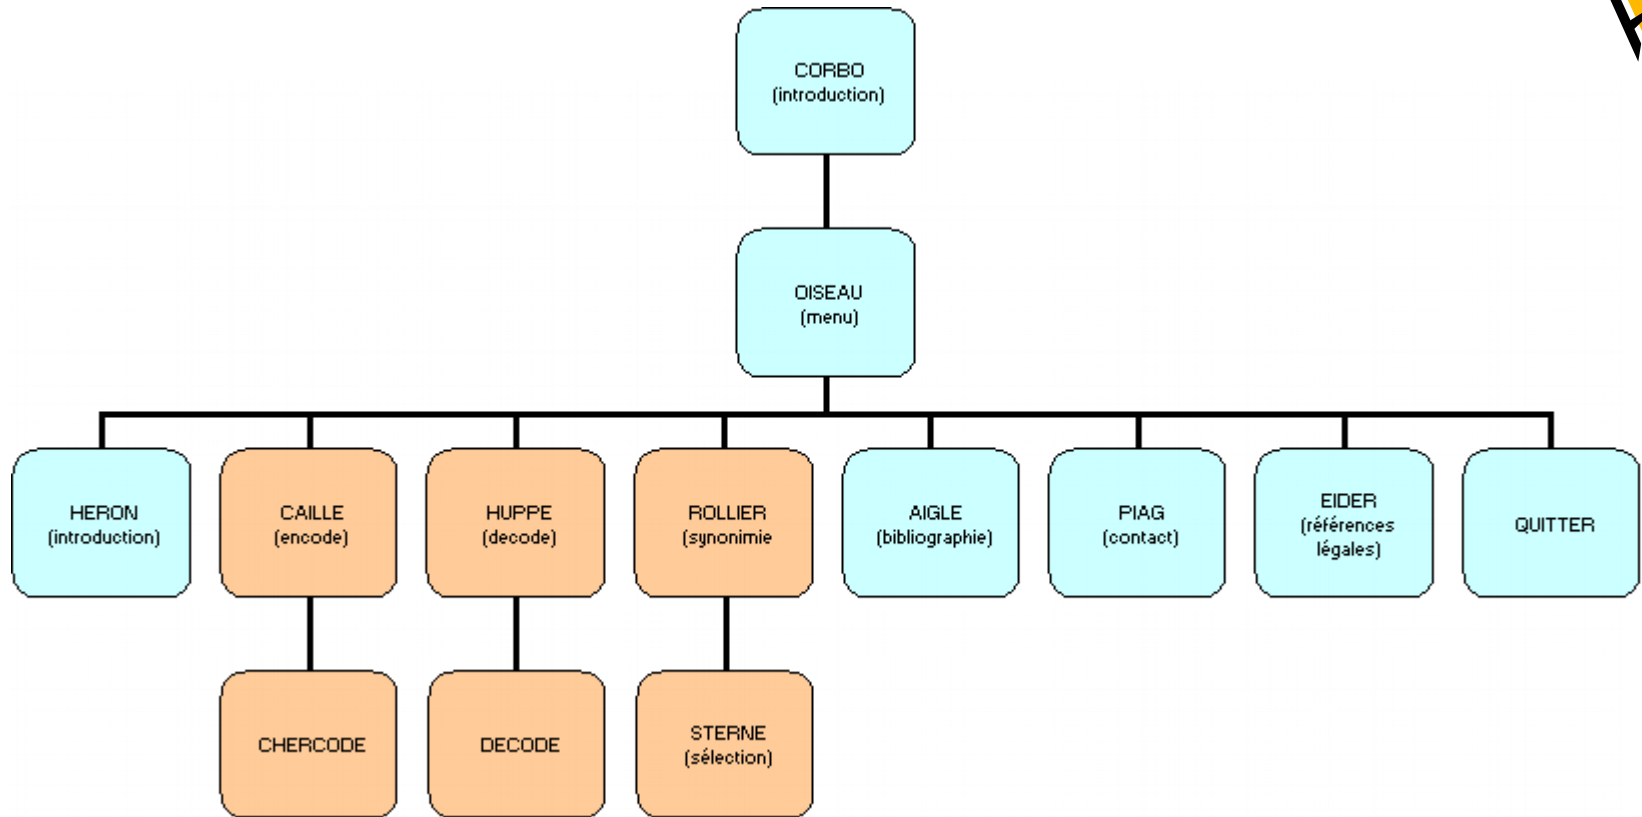 CORBO
(introduction)
OISEAU
(menu)
HERON
(introduction)
CAILLE
(encode)
HUPPE
(decode)
ROLLIER
(synonimie
AIGLE
(bibliographie)
PIAG
(contact)
EIDER
(références
légales)
QUITTER
CHERCODE
DECODE
STERNE
(sélection)